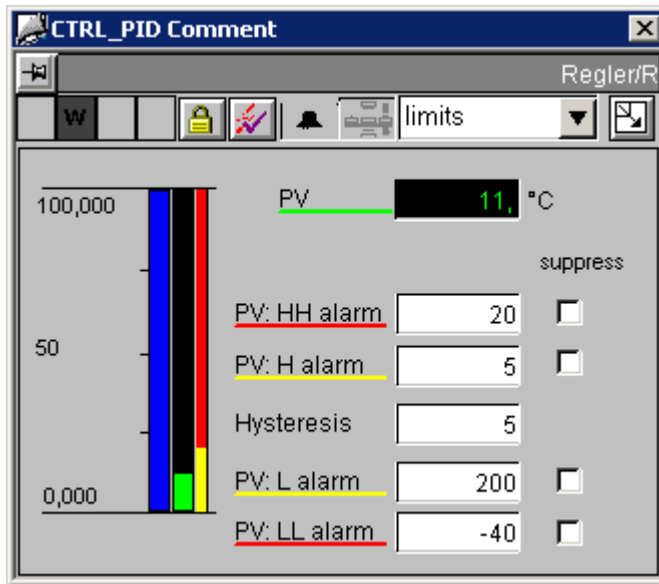 CTRL_PID Comment
Regler/R
W
limits
100,000
PV 11, °C
suppress
PV: HH alarm 20
50
PV: H alarm 5
Hysteresis 5
PV: L alarm 200
0,000
PV: LL alarm -40